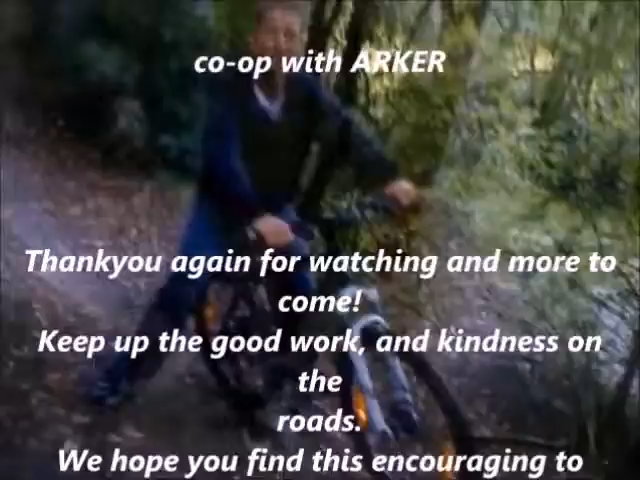 co-op with ARKER
Thankyou again for watching and more to
come!
Keep up the good work, and kindness on
the
roads.
We hope you find this encouraging to